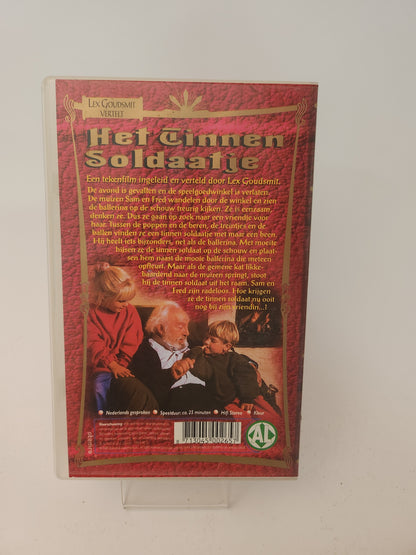 LEX GOUDSMIT
VERTELT
Het Tinnen
Soldaatje
Een tekenfilm ingeleid en verteld door Lex Goudsmit.
De avond is gevallen en de speelgoedwinkel is verlaten.
De muizen Sam en Fred wandelen door de winkel en zien
de ballerina op de schouw treurig kijken. Ze is eenzaam,
denken ze. Dus ze gaan op zoek naar een vriendje voor
haar. Tussen de poppen en de beren, de treintjes en de
ballen vinden ze een tinnen soldaatje met maar een been.
Hij heeft iets bijzonders, net als de ballerina. Met moeite
hijsen ze de tinnen soldaat op de schouw en plaat-
sen hem naast de mooie ballerina die meteen
opfleurt. Maar als de gemene kat likke-
baardend naar de muizen springt, stoot
hij de tinnen soldaat uit het raam. Sam en
Fred zijn radeloos. Hoe krijgen
ze de tinnen soldaat nu ooit
nog bij zijn vriendin...?
Nederlands gesproken
Speelduur: ca. 25 minuten
Hifi Stereo
Kleur
Waarschuwing
8 713045 002657
AL